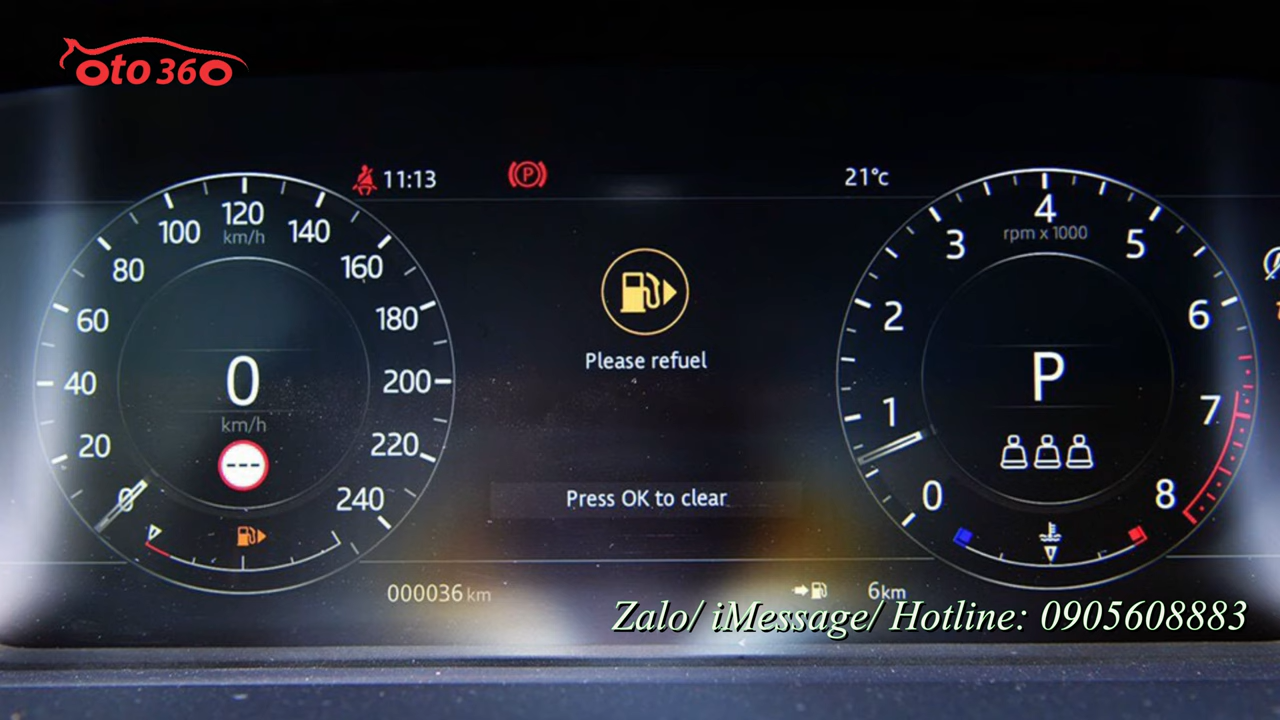 oto 360
11:13
P
21°c
0
20
40
60
80
100
120
140
160
180
200
220
240
km/h
0
km/h
---
Please refuel
Press OK to clear
0
1
2
3
4
5
6
7
8
rpm x 1000
P
000036 km
6km
Zalo/ iMessage/ Hotline: 0905608883